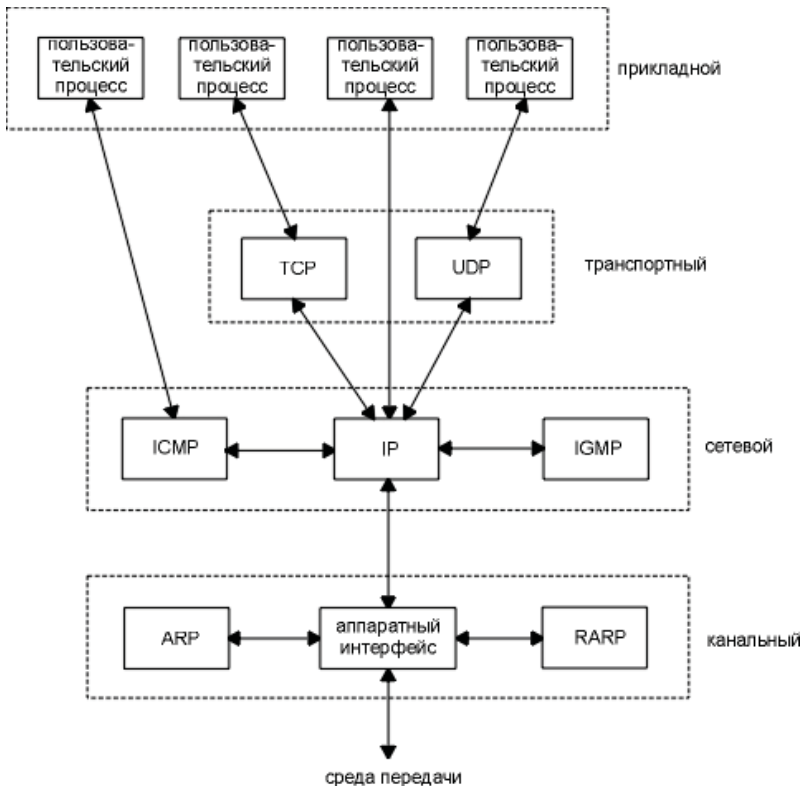 пользова-
тельский
процесс
пользова-
тельский
процесс
пользова-
тельский
процесс
пользова-
тельский
процесс
прикладной
TCP
UDP
транспортный
ICMP
IP
IGMP
сетевой
ARP
аппаратный
интерфейс
RARP
канальный
среда передачи